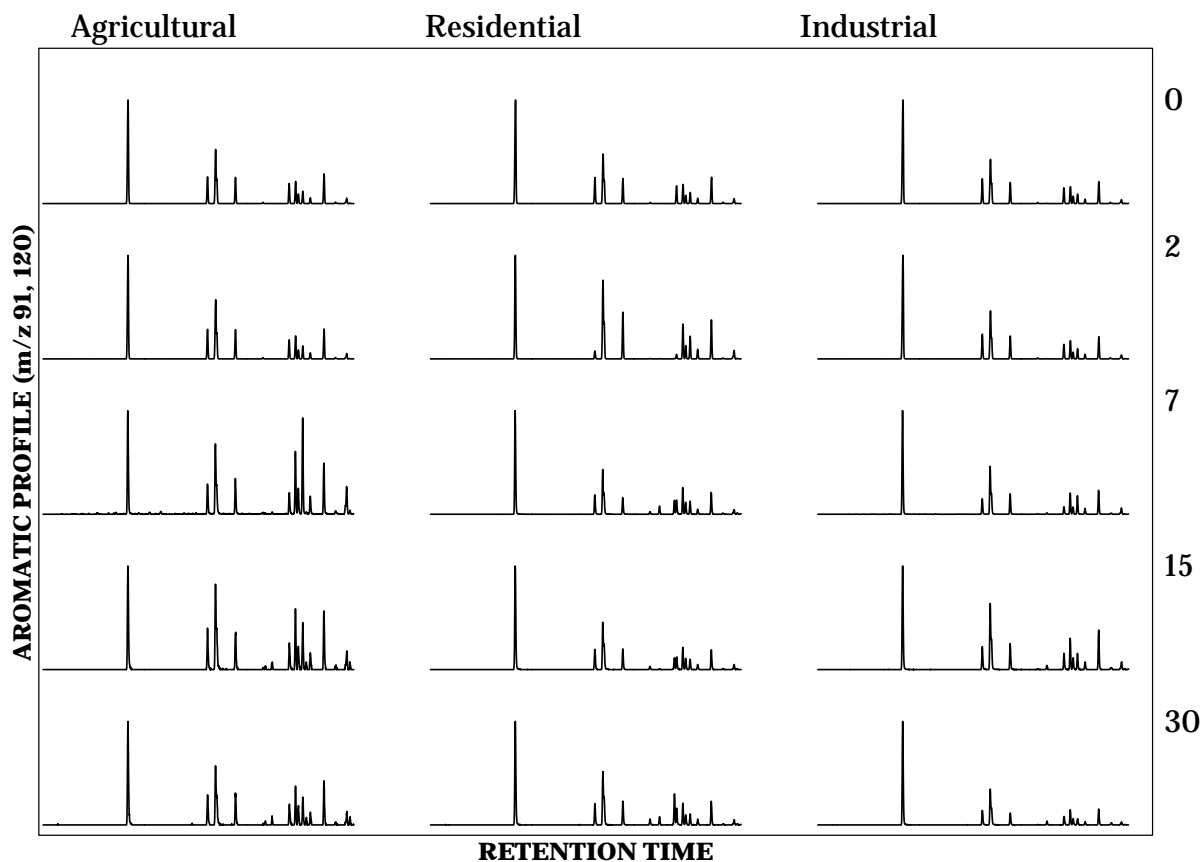 Agricultural Residential Industrial
0
2
7
15
30
AROMATIC PROFILE (m/z 91, 120)
RETENTION TIME